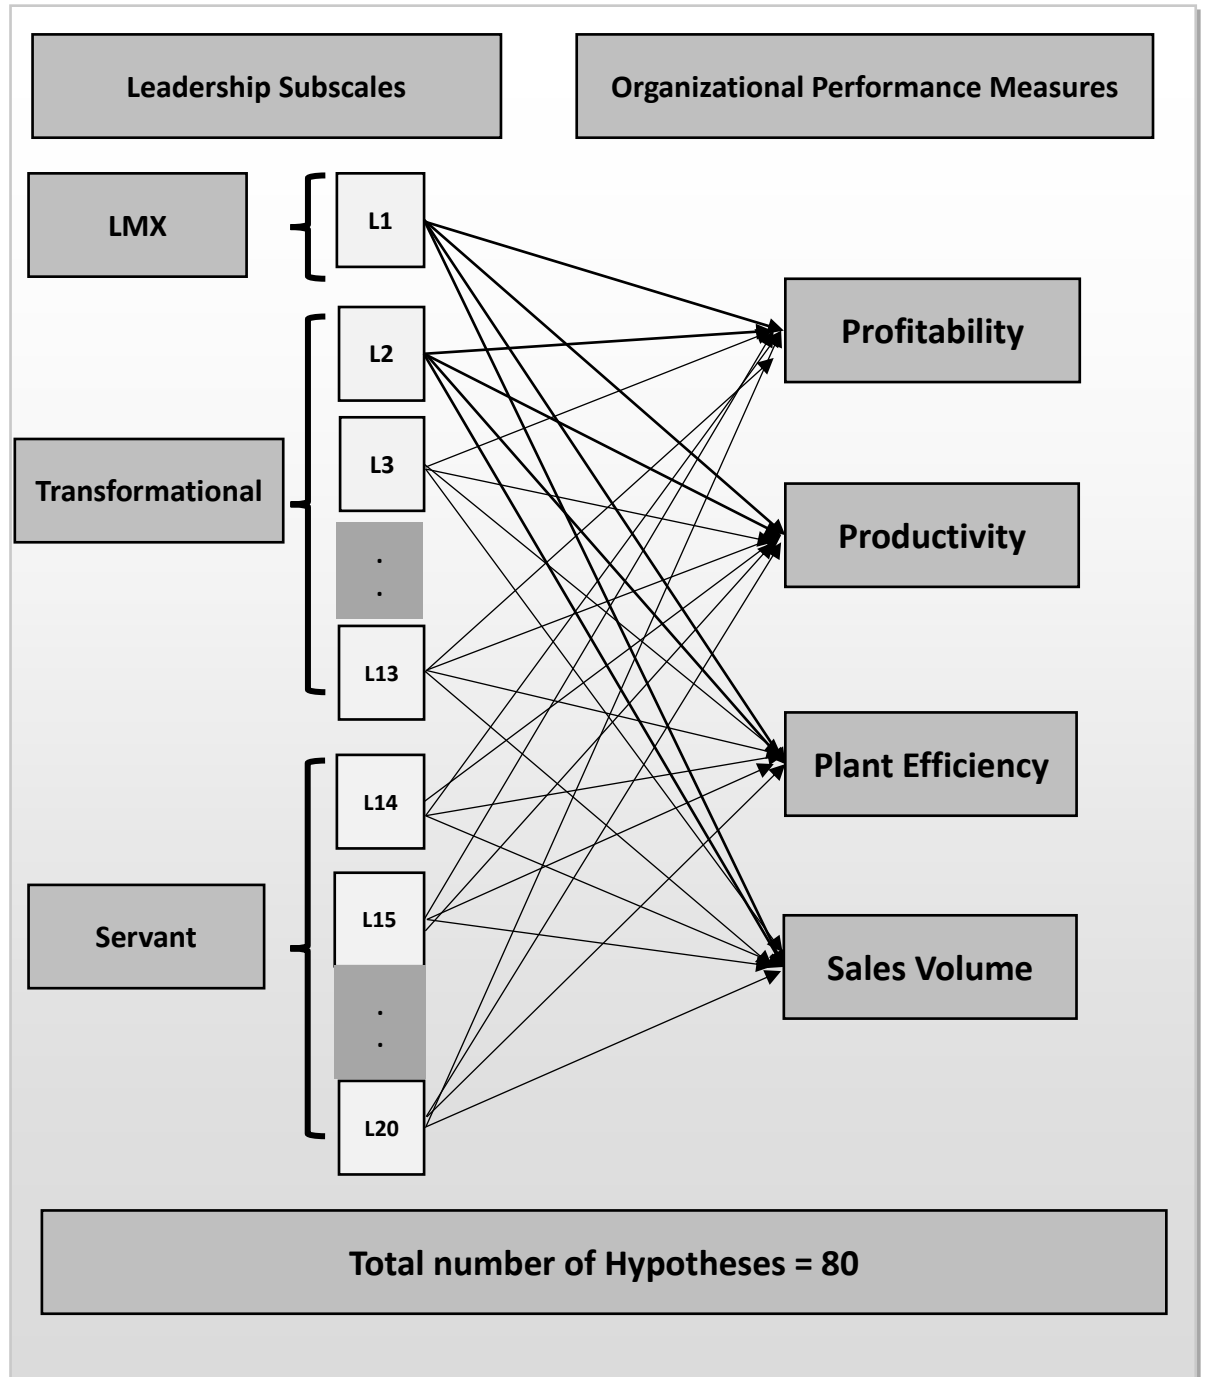 Leadership Subscales
Organizational Performance Measures
LMX
L1
Profitability
L2
L3
Transformational
Productivity
.
.
L13
Plant Efficiency
L14
L15
Servant
Sales Volume
.
.
L20
Total number of Hypotheses = 80